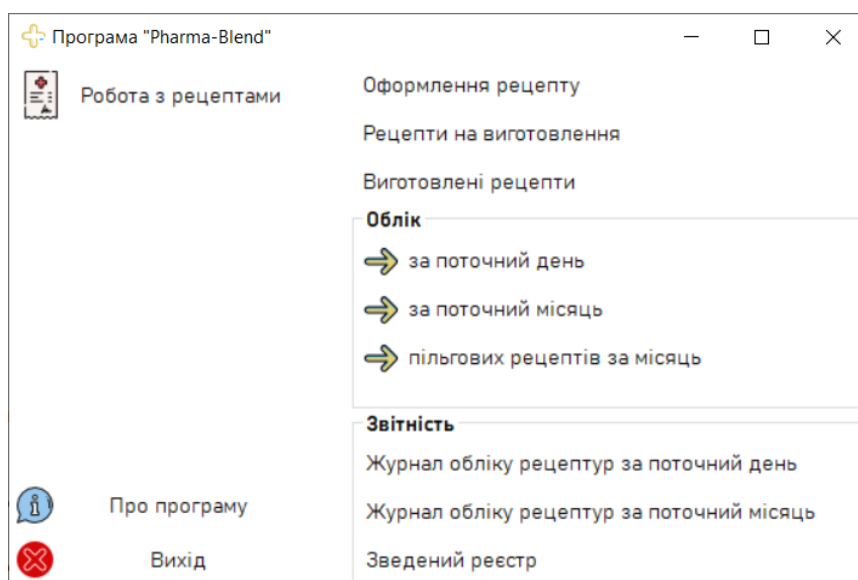 Програма "Pharma-Blend"
Робота з рецептами
Оформлення рецепту
Рецепти на виготовлення
Виготовлені рецепти
Облік
за поточний день
за поточний місяць
пільгових рецептів за місяць
Звітність
Журнал обліку рецептур за поточний день
Журнал обліку рецептур за поточний місяць
Зведений реєстр
Про програму
Вихід